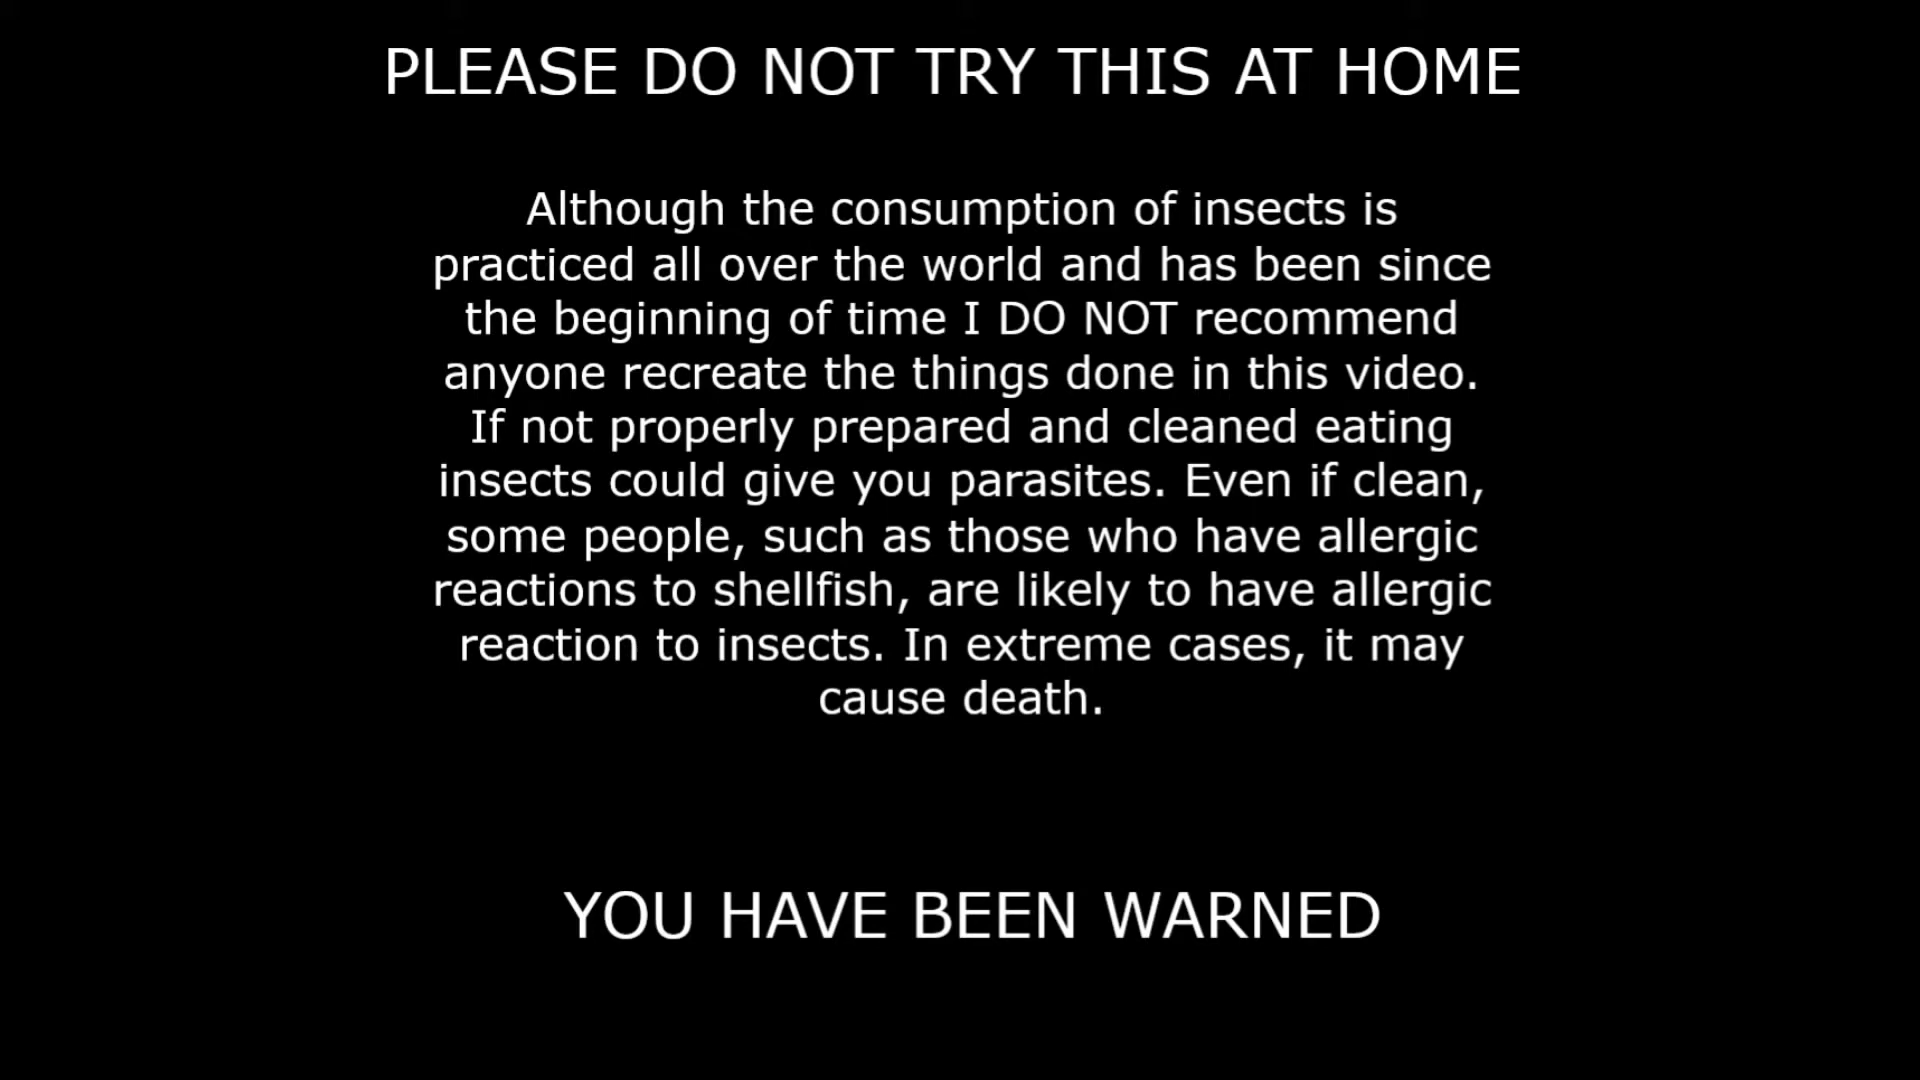 PLEASE DO NOT TRY THIS AT HOME
Although the consumption of insects is
practiced all over the world and has been since
the beginning of time I DO NOT recommend
anyone recreate the things done in this video.
If not properly prepared and cleaned eating
insects could give you parasites. Even if clean,
some people, such as those who have allergic
reactions to shellfish, are likely to have allergic
reaction to insects. In extreme cases, it may
cause death.
YOU HAVE BEEN WARNED